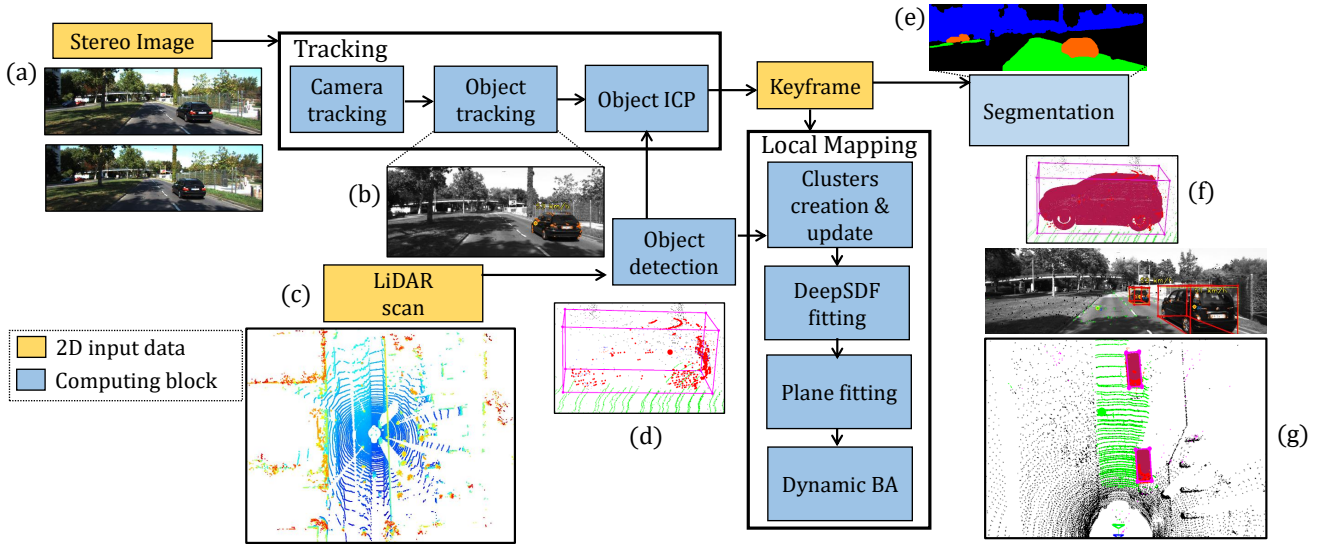 (e)
Stereo Image
Tracking
(a)
Camera
tracking
Object
tracking
Object ICP
Keyframe
Segmentation
Local Mapping
(b)
Clusters
creation &
update
(f)
Object
detection
(c)
LiDAR
scan
DeepSDF
fitting
2D input data
Computing block
Plane fitting
(d)
(g)
Dynamic BA